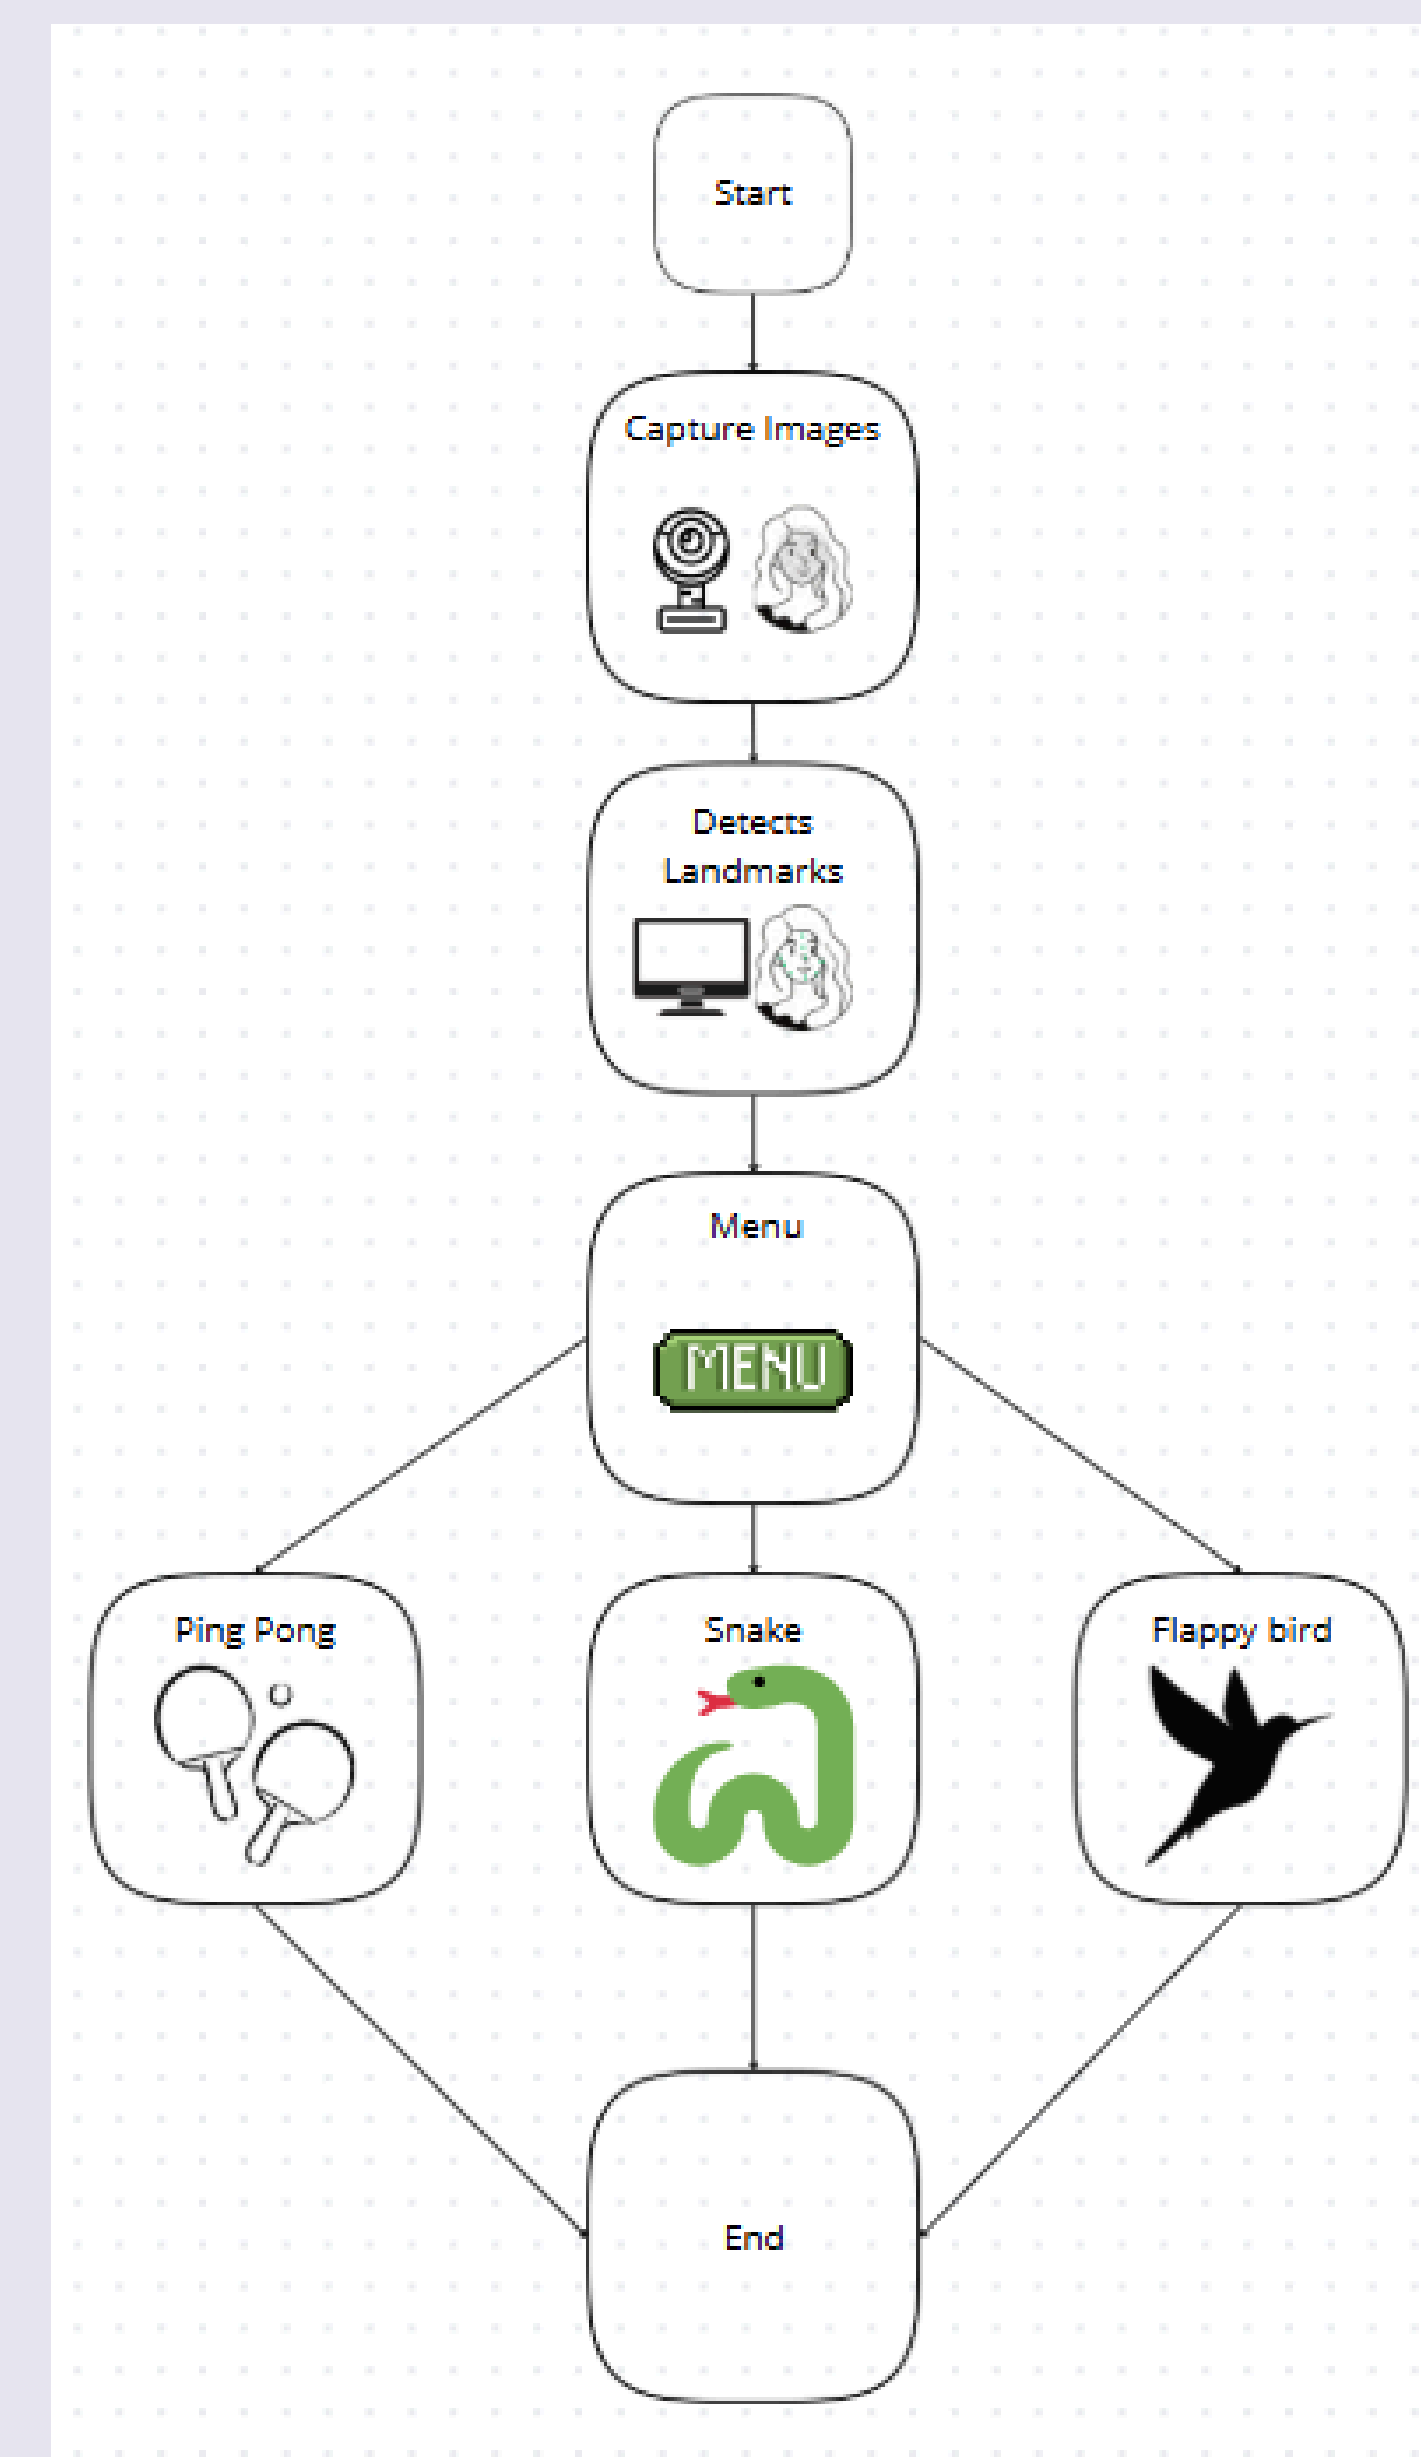 Start
Capture Images
Detects
Landmarks
Menu
MENU
Ping Pong
Snake
Flappy bird
End